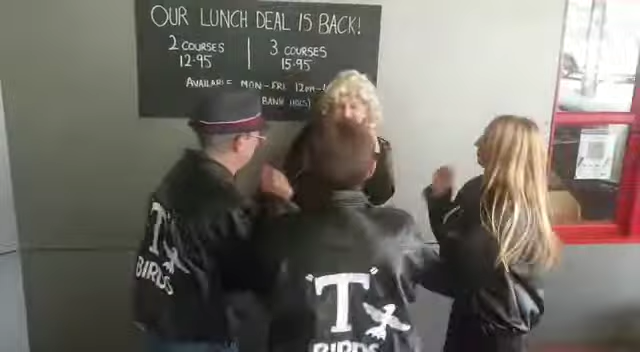 OUR LUNCH DEAL IS BACK!
2 COURSES
12.95
3 COURSES
15.95
AVAILABLE MON-FRI 12PM-
BANK HOLS)
"T"
BIRDS
"T"
BIRDS